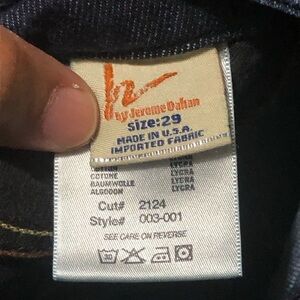 by Jerome Dahan
size:29
MADE IN U.S.A.
IMPORTED FABRIC
LYCRA
COTONE LYCRA
BAUMWOLLE LYCRA
ALGODON LYCRA
Cut# 2124
Style# 003-001
SEE CARE ON REVERSE
30